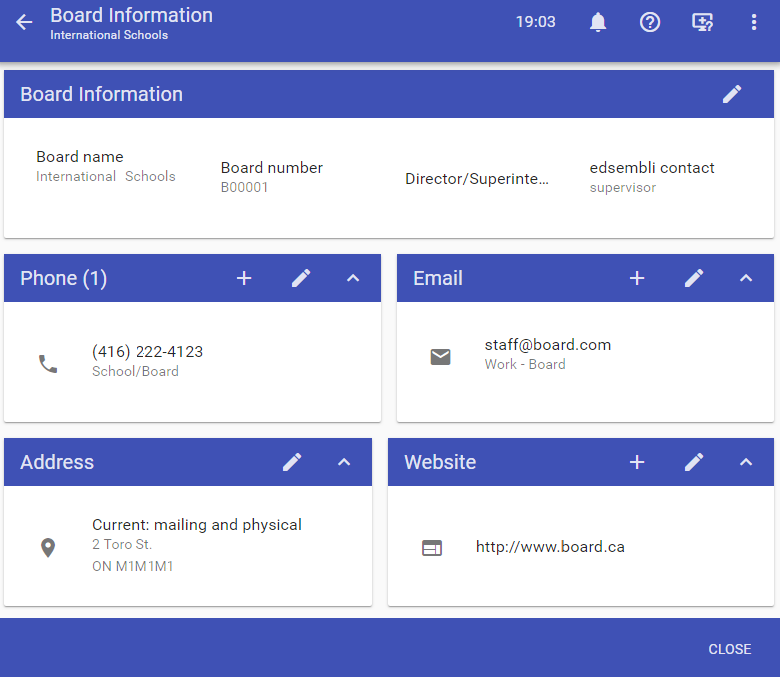 Board Information
International Schools
19:03
Board Information
Board name
International Schools
Board number
B00001
Director/Superinte...
edsembli contact
supervisor
Phone (1)
(416) 222-4123
School/Board
Email
staff@board.com
Work - Board
Address
Current: mailing and physical
2 Toro St.
ON M1M1M1
Website
http://www.board.ca
CLOSE